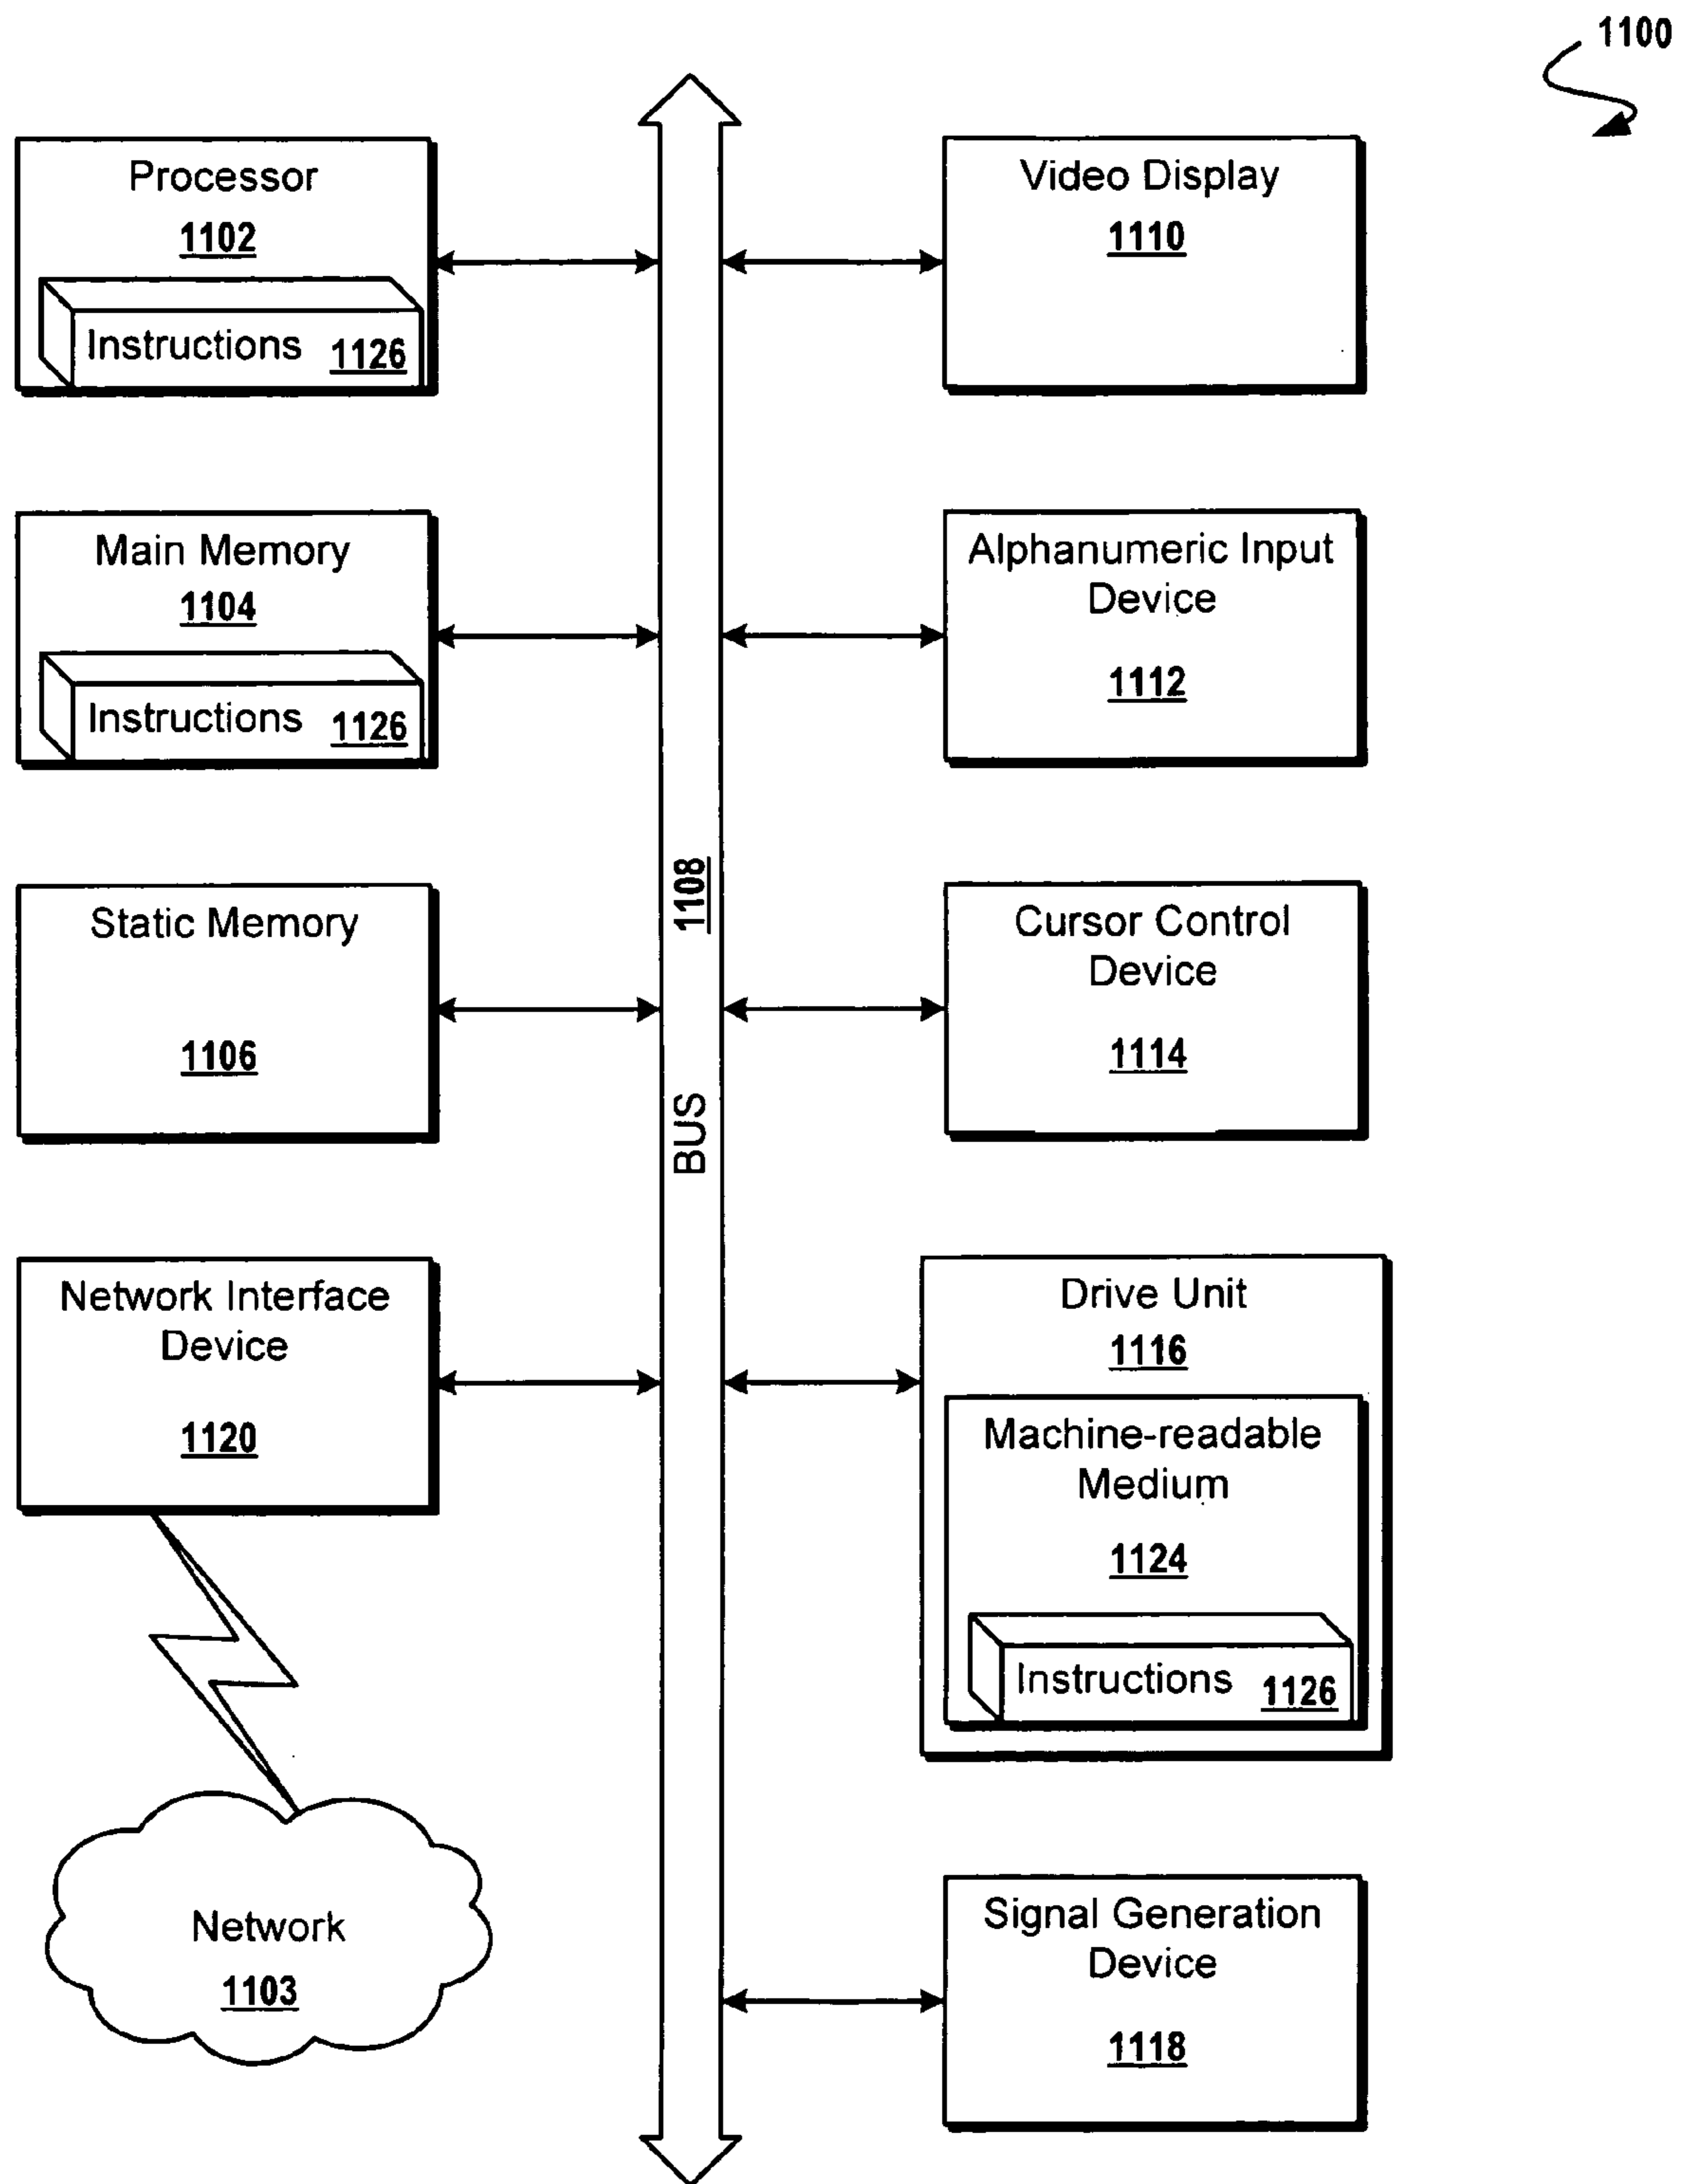 1100
Processor
1102
Instructions 1126
Main Memory
1104
Instructions 1126
Static Memory
1106
Network Interface
Device
1120
Network
1103
1108
BUS
Video Display
1110
Alphanumeric Input
Device
1112
Cursor Control
Device
1114
Drive Unit
1116
Machine-readable
Medium
1124
Instructions 1126
Signal Generation
Device
1118